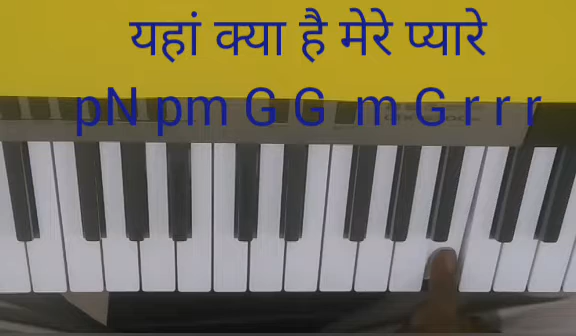 यहां क्या है मेरे प्यारे
pN pm G G m G r r r